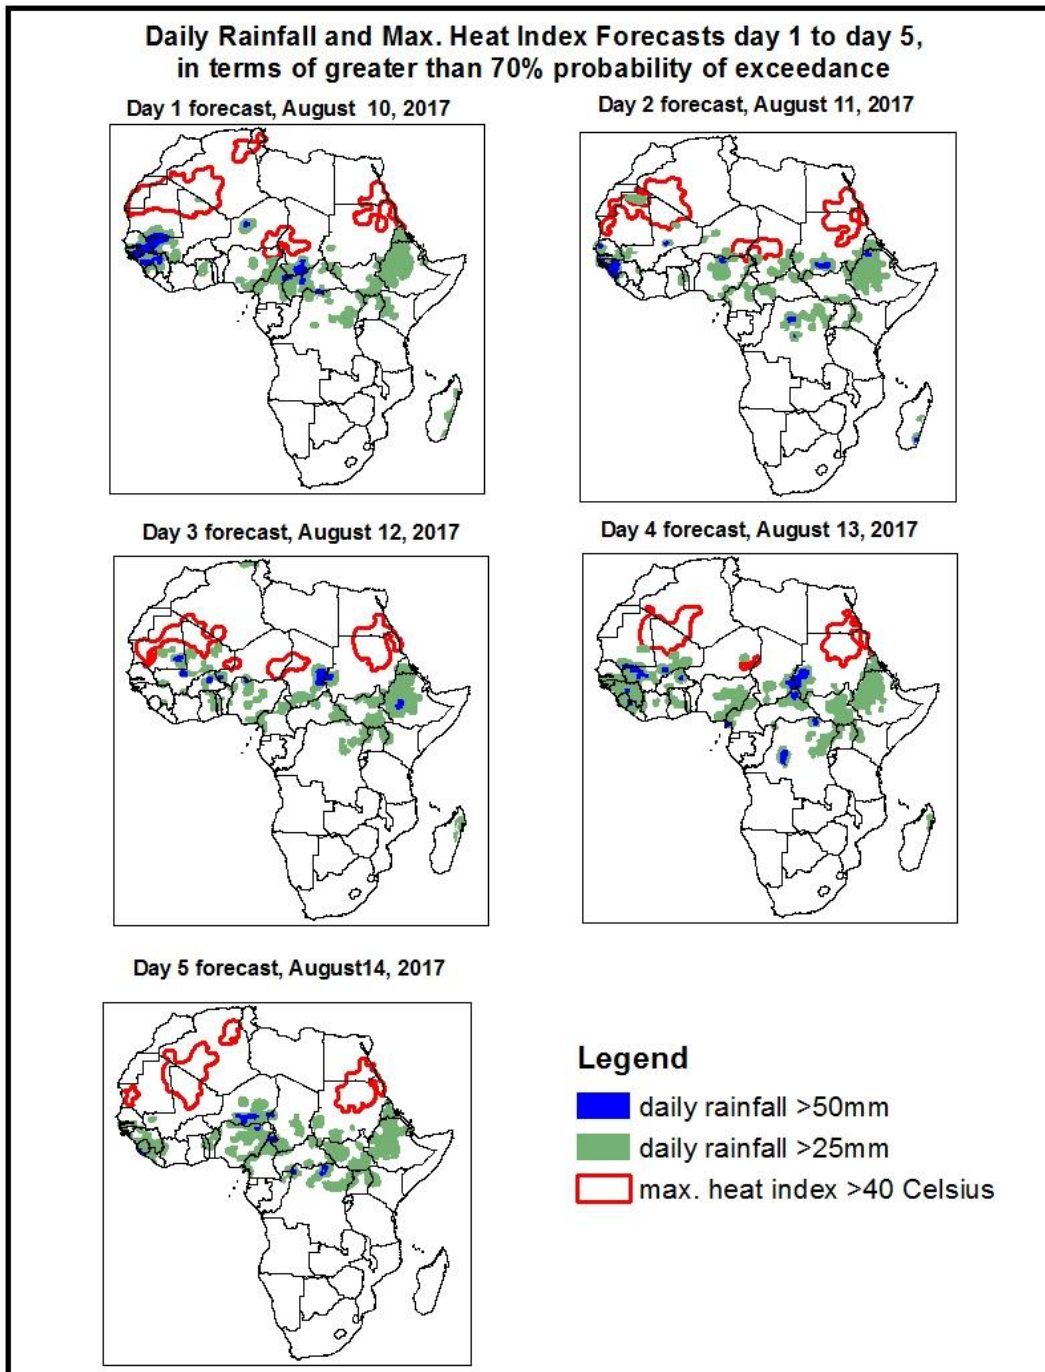 Daily Rainfall and Max. Heat Index Forecasts day 1 to day 5,
in terms of greater than 70% probability of exceedance
Day 1 forecast, August 10, 2017
Day 2 forecast, August 11, 2017
Day 3 forecast, August 12, 2017
Day 4 forecast, August 13, 2017
Day 5 forecast, August14, 2017
Legend
daily rainfall >50mm
daily rainfall >25mm
max. heat index >40 Celsius